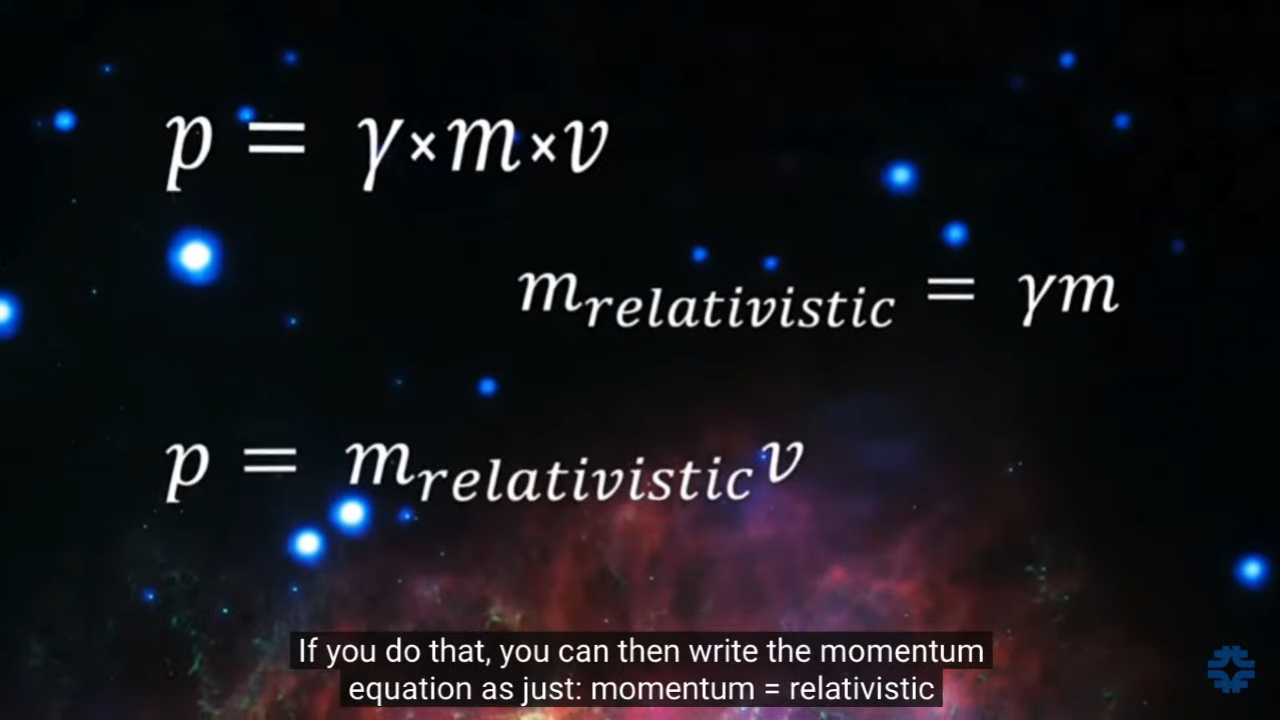 p = γ×m×v
m_relativistic = γm
p = m_relativistic v
If you do that, you can then write the momentum
equation as just: momentum = relativistic